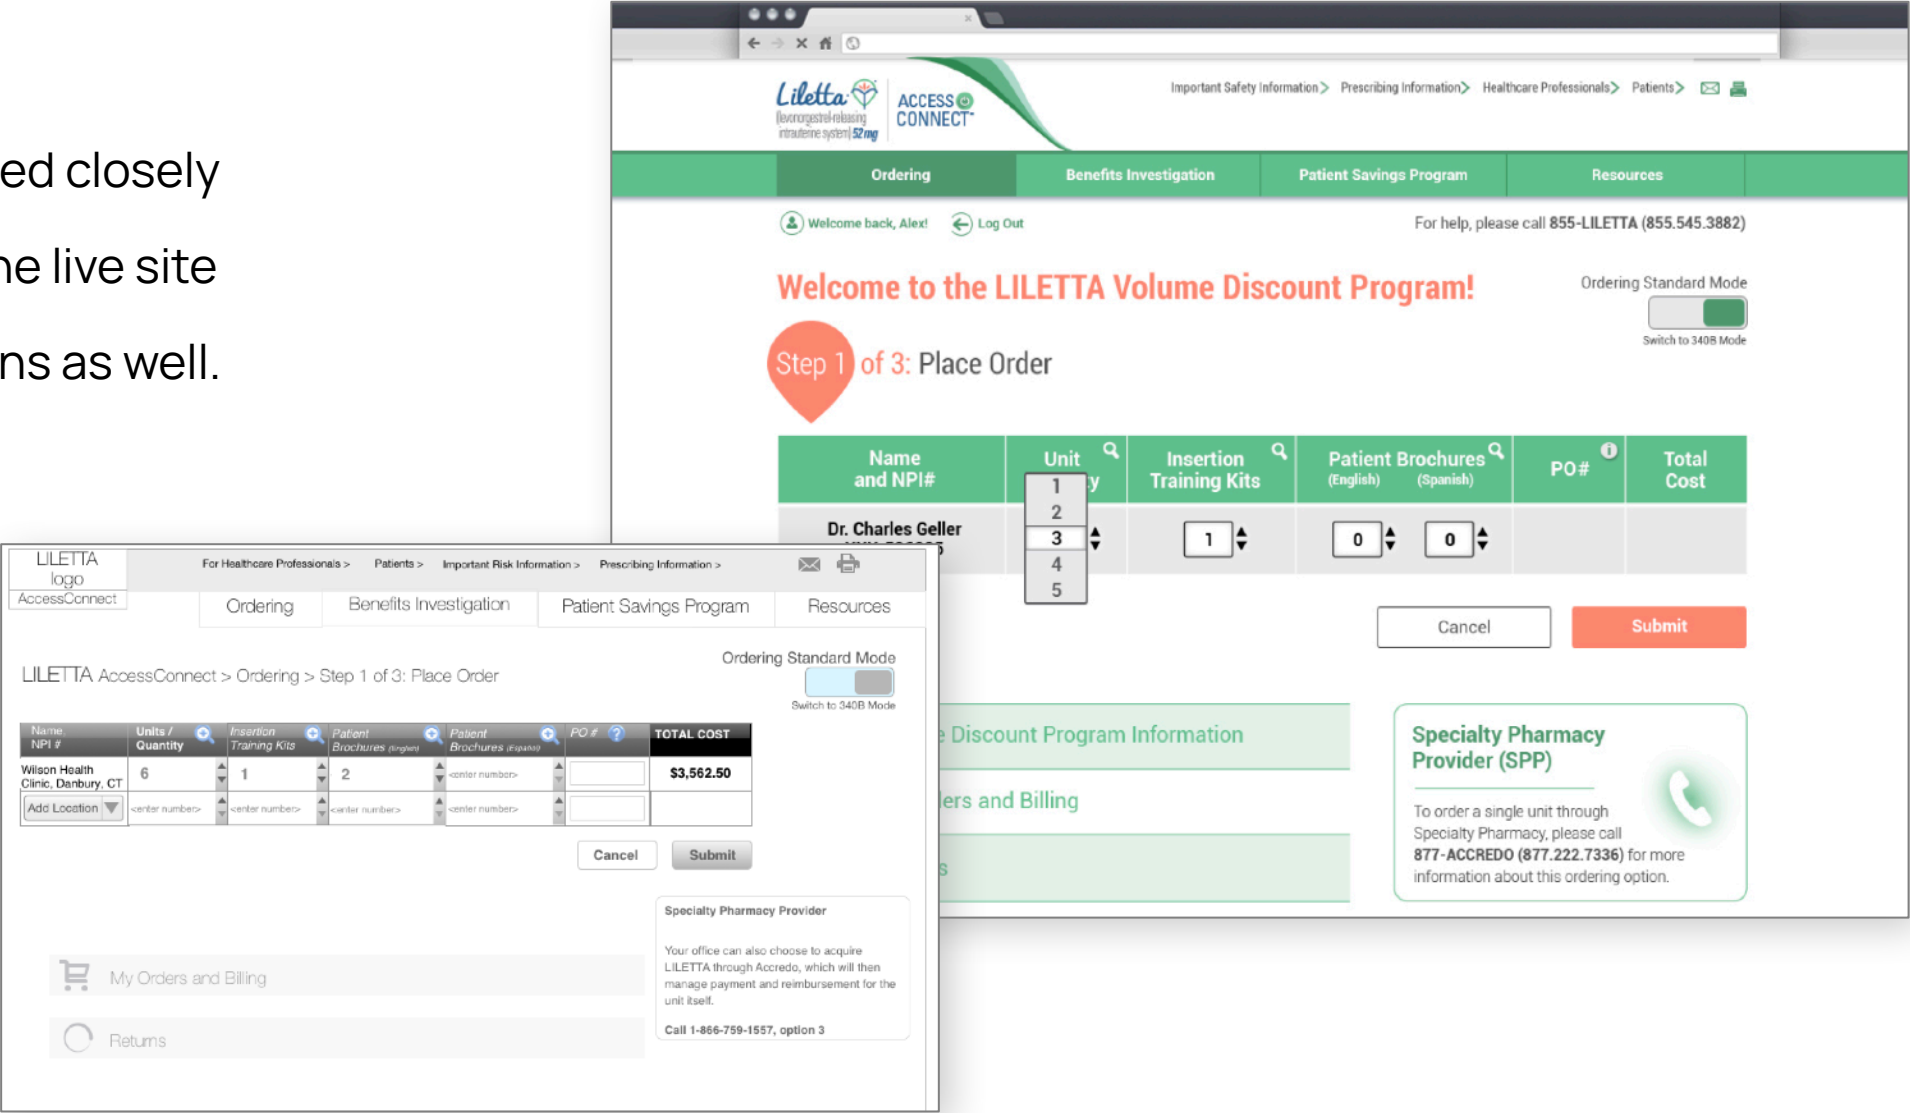 ed closely
he live site
ns as well.
Liletta
(levonorgestrel-releasing
intrauterine system) 52 mg
ACCESS
CONNECT
Important Safety Information> Prescribing Information> Healthcare Professionals> Patients>
Ordering Benefits Investigation Patient Savings Program Resources
Welcome back, Alex! Log Out For help, please call 855-LILETTA (855.545.3882)
Welcome to the LILETTA Volume Discount Program!
Ordering Standard Mode
Switch to 340B Mode
Step 1 of 3: Place Order
Name
and NPI#
Unit
y
Insertion
Training Kits
Patient Brochures
(English) (Spanish)
PO#
Total
Cost
Dr. Charles Geller
1
2
3
4
5
1 0 0
Cancel Submit
Discount Program Information
ers and Billing
s
Specialty Pharmacy
Provider (SPP)
To order a single unit through
Specialty Pharmacy, please call
877-ACCREDO (877.222.7336) for more
information about this ordering option.
LILETTA
logo
AccessConnect
For Healthcare Professionals > Patients > Important Risk Information > Prescribing Information >
Ordering Benefits Investigation Patient Savings Program Resources
LILETTA AccessConnect > Ordering > Step 1 of 3: Place Order
Ordering Standard Mode
Switch to 340B Mode
Name,
NPI #
Units /
Quantity
Insertion
Training Kits
Patient
Brochures (English)
Patient
Brochures (Español)
PO #
TOTAL COST
Wilson Health
Clinic, Danbury, CT
6 1 2 <enter number> $3,562.50
Add Location <enter number> <enter number> <enter number> <enter number>
Cancel Submit
Specialty Pharmacy Provider
Your office can also choose to acquire
LILETTA through Accredo, which will then
manage payment and reimbursement for the
unit itself.
Call 1-866-759-1557, option 3
My Orders and Billing
Returns